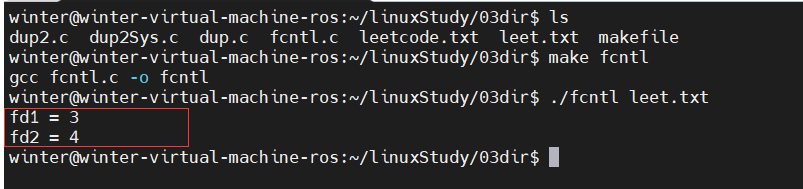 winter@winter-virtual-machine-ros:~/linuxStudy/03dir$ ls
dup2.c  dup2Sys.c  dup.c  fcntl.c  leetcode.txt  leet.txt  makefile
winter@winter-virtual-machine-ros:~/linuxStudy/03dir$ make fcntl
gcc fcntl.c -o fcntl
winter@winter-virtual-machine-ros:~/linuxStudy/03dir$ ./fcntl leet.txt
fd1 = 3
fd2 = 4
winter@winter-virtual-machine-ros:~/linuxStudy/03dir$